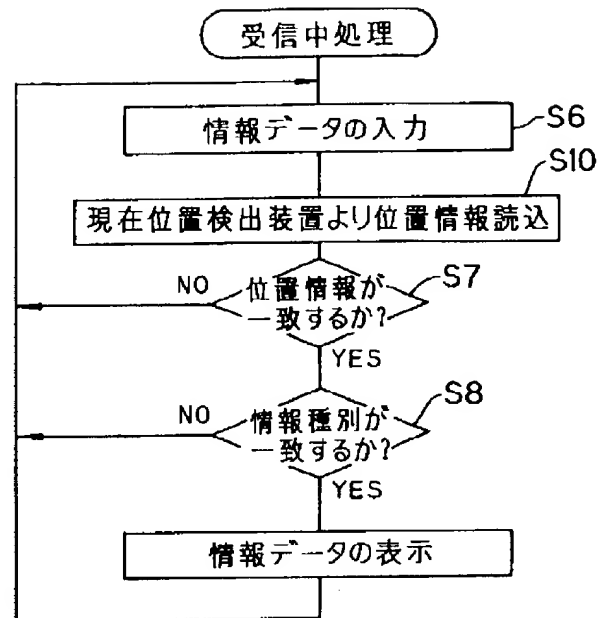 受信中処理
情報データの入力
S6
S10
現在位置検出装置より位置情報読込
NO
位置情報が
一致するか?
S7
YES
NO
情報種別が
一致するか?
S8
YES
情報データの表示